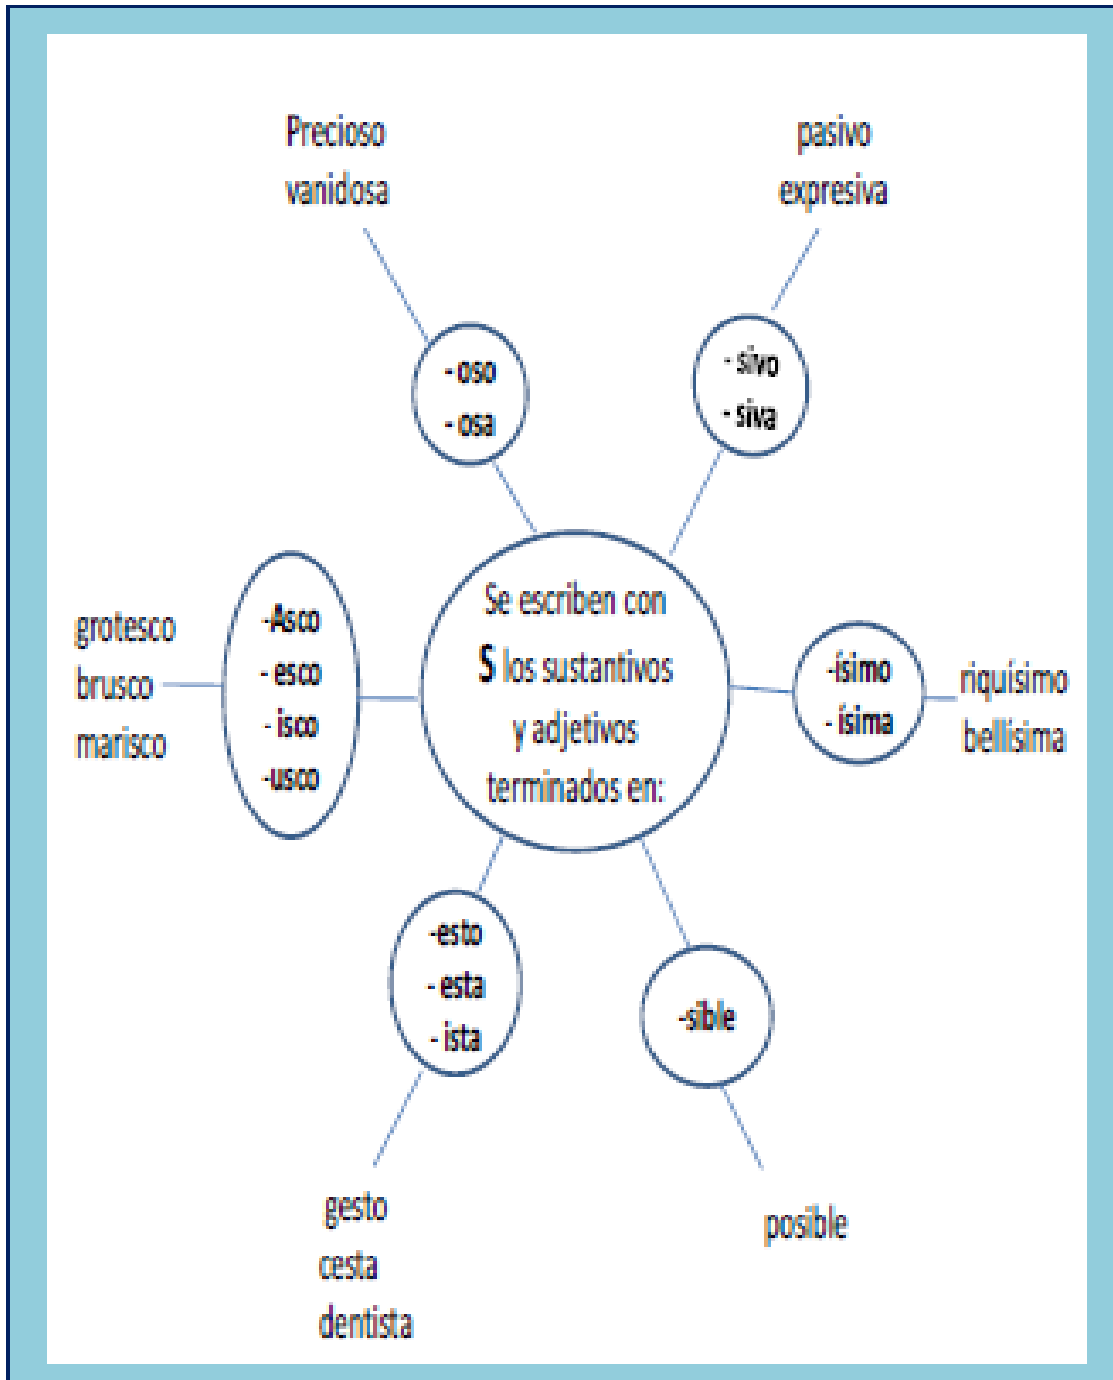 Precioso
vanidosa
pasivo
expresiva
- oso
- osa
- sivo
- siva
Se escriben con
S los sustantivos
y adjetivos
terminados en:
grotesco
brusco
marisco
-Asco
- esco
- isco
-usco
-ísimo
- ísima
riquísimo
bellísima
-esto
- esta
- ista
-sible
gesto
cesta
dentista
posible